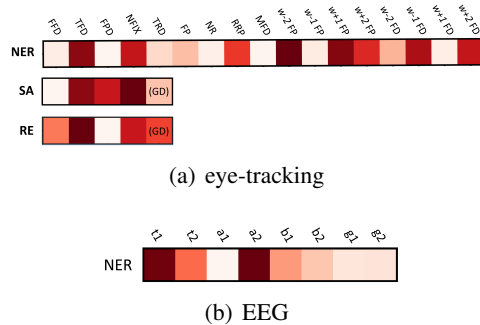 FFD TFD FPD NFIX TRD FP NR RRP MFD w-2 FP w-1 FP w+1 FP w+2 FP w-2 FD w-1 FD w+1 FD w+2 FD
NER
SA (GD)
RE (GD)
(a) eye-tracking
t1 t2 a1 a2 b1 b2 g1 g2
NER
(b) EEG